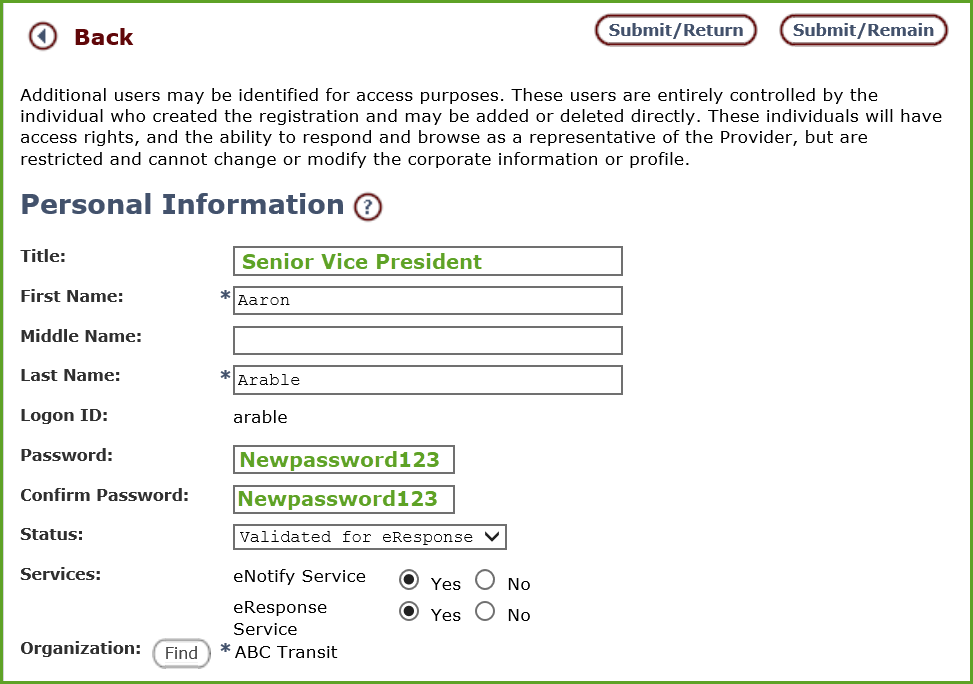 Back
Submit/Return
Submit/Remain
Additional users may be identified for access purposes. These users are entirely controlled by the
individual who created the registration and may be added or deleted directly. These individuals will have
access rights, and the ability to respond and browse as a representative of the Provider, but are
restricted and cannot change or modify the corporate information or profile.
Personal Information ?
Title: Senior Vice President
First Name: * Aaron
Middle Name:
Last Name: * Arable
Logon ID: arable
Password: Newpassword123
Confirm Password: Newpassword123
Status: Validated for eResponse
Services: eNotify Service Yes No
eResponse Yes No
Service
Organization: Find * ABC Transit